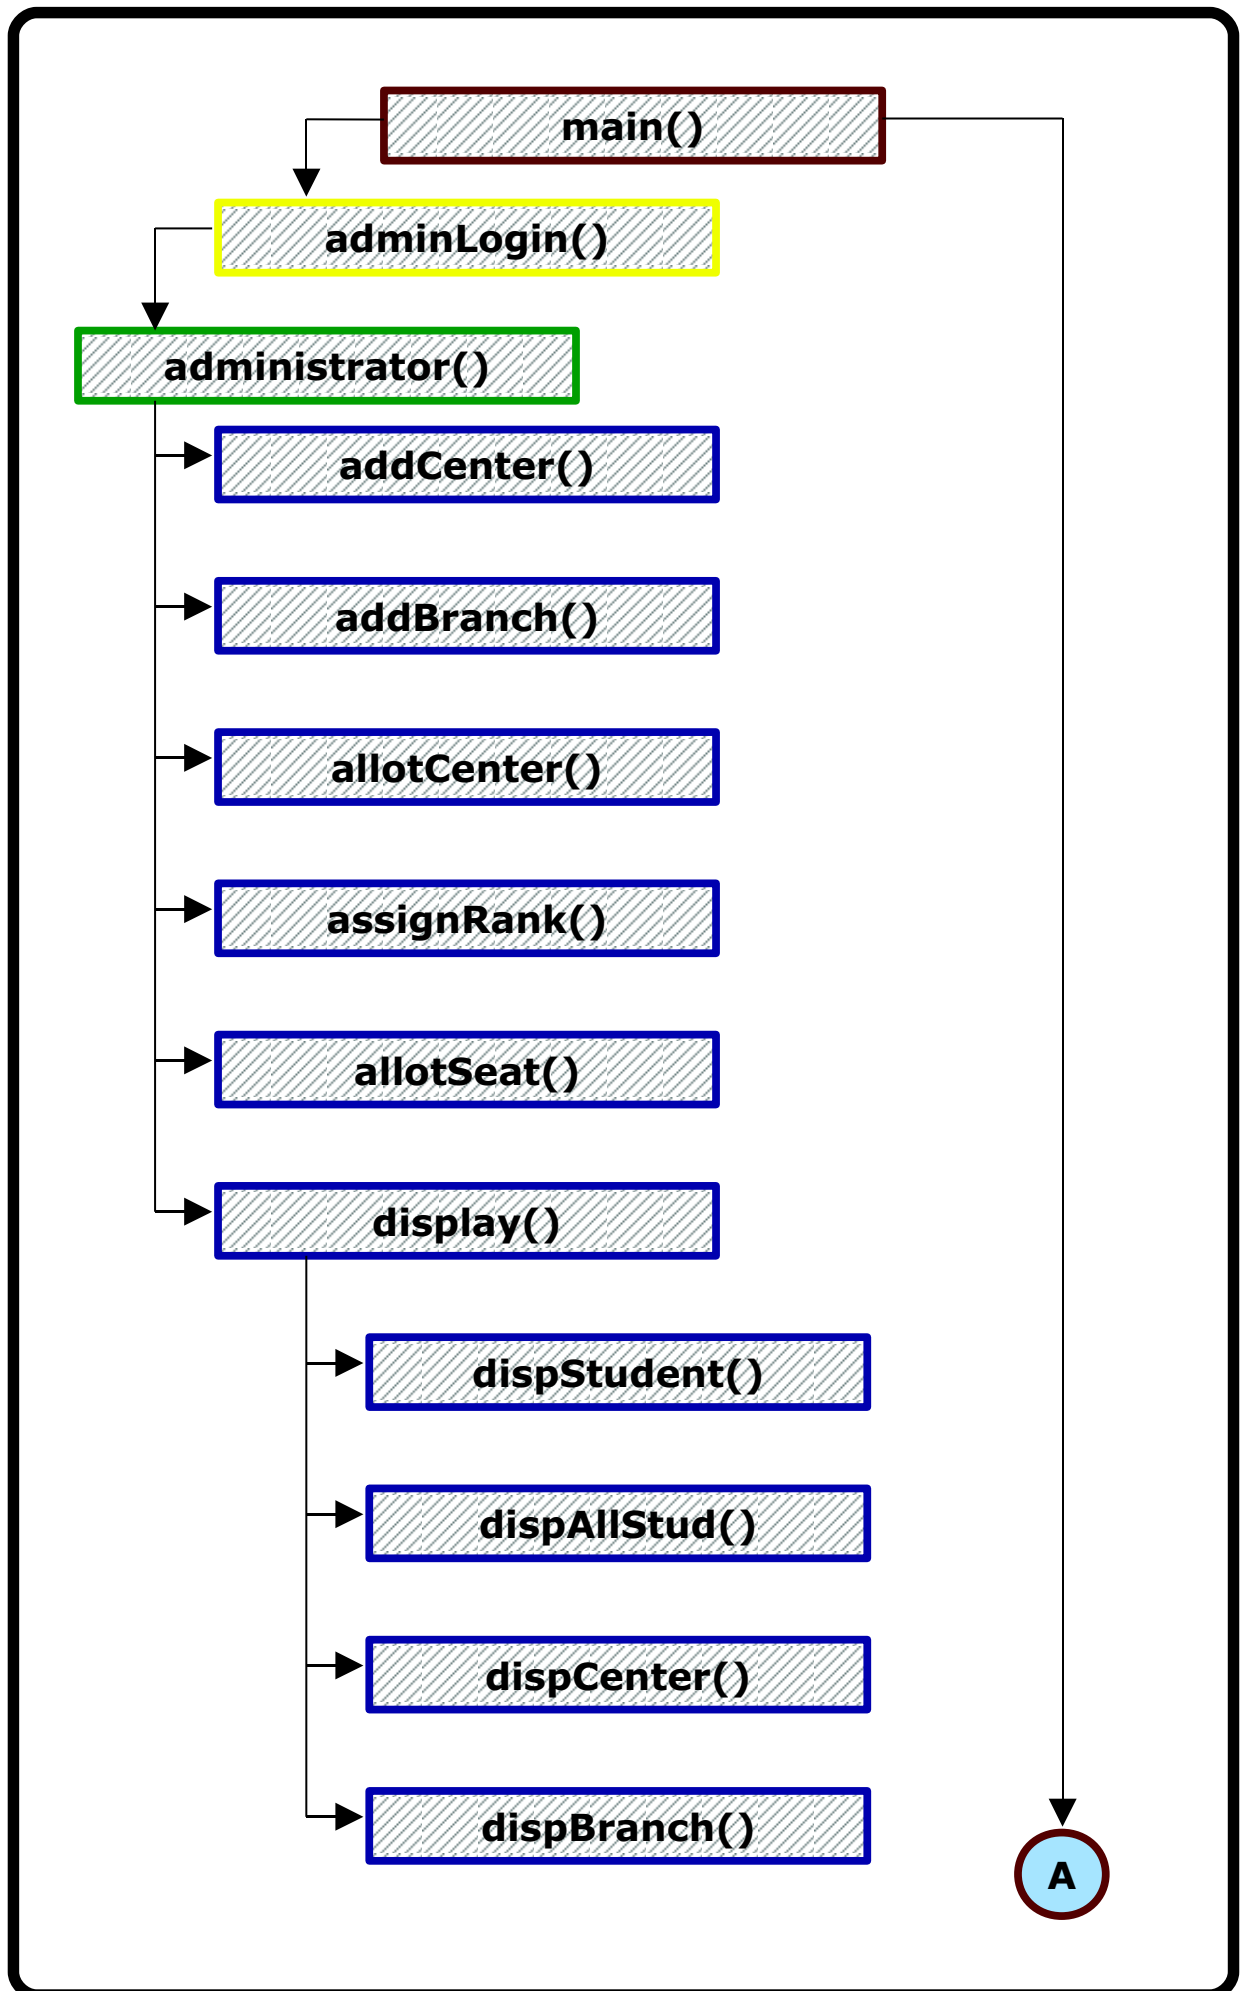 main()
adminLogin()
administrator()
addCenter()
addBranch()
allotCenter()
assignRank()
allotSeat()
display()
dispStudent()
dispAllStud()
dispCenter()
dispBranch()
A